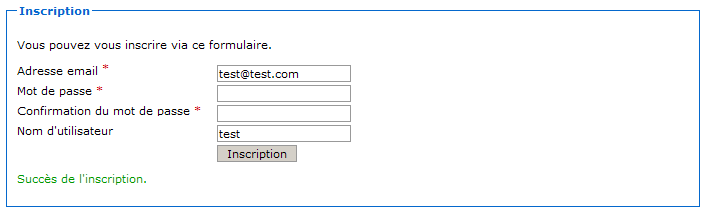 Inscription
Vous pouvez vous inscrire via ce formulaire.
Adresse email * test@test.com
Mot de passe *
Confirmation du mot de passe *
Nom d'utilisateur test
Inscription
Succès de l'inscription.